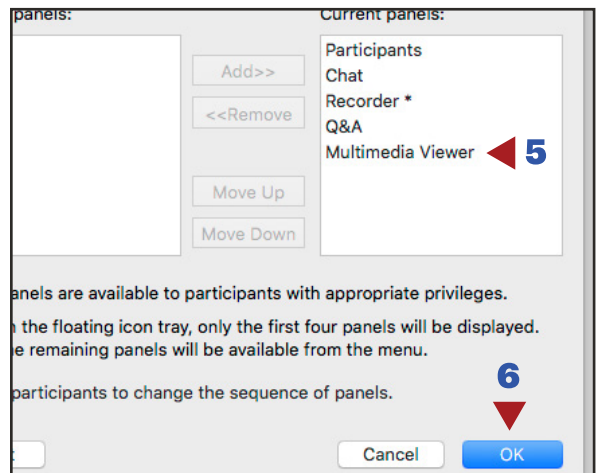 panels:
Current panels:
Participants
Chat
Recorder *
Q&A
Multimedia Viewer
5
Add>>
<<Remove
Move Up
Move Down
anels are available to participants with appropriate privileges.
the floating icon tray, only the first four panels will be displayed.
remaining panels will be available from the menu.
participants to change the sequence of panels.
6
Cancel
OK